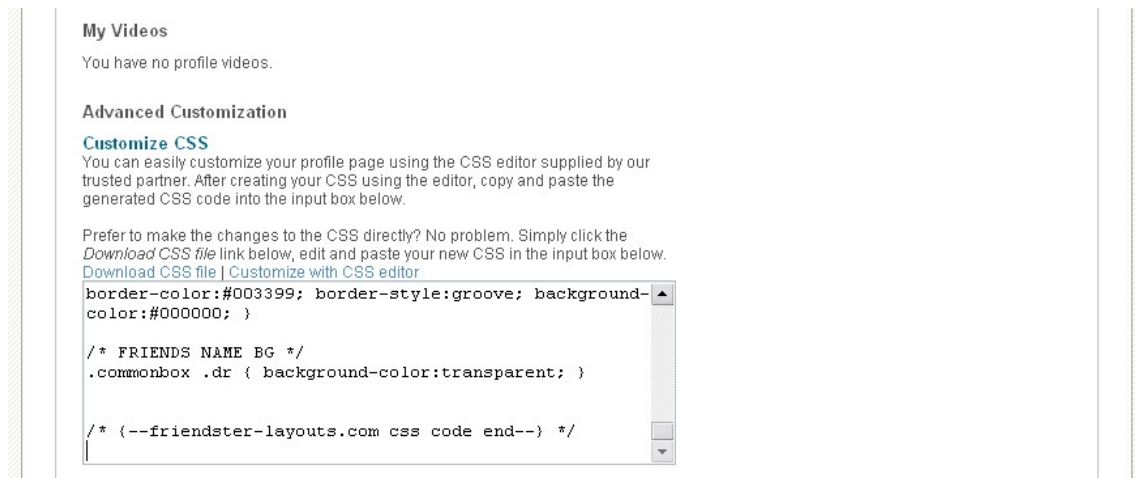 My Videos
You have no profile videos.
Advanced Customization
Customize CSS
You can easily customize your profile page using the CSS editor supplied by our
trusted partner. After creating your CSS using the editor, copy and paste the
generated CSS code into the input box below.
Prefer to make the changes to the CSS directly? No problem. Simply click the
Download CSS file link below, edit and paste your new CSS in the input box below.
Download CSS file | Customize with CSS editor
border-color:#003399; border-style:groove; background-
color:#000000; }
/* FRIENDS NAME BG */
.commonbox .dr { background-color:transparent; }
/* {--friendster-layouts.com css code end--} */